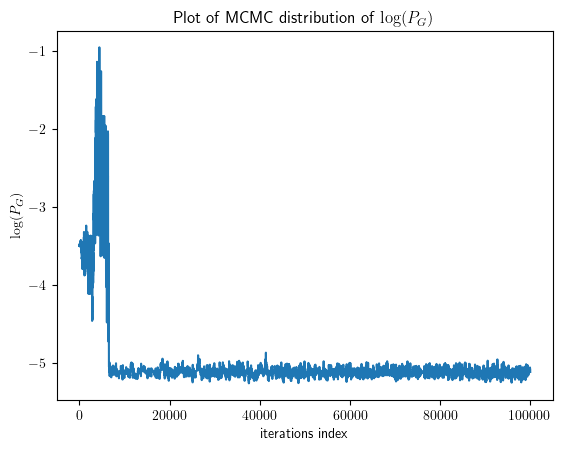 Plot of MCMC distribution of log(P_G)
−1
−2
−3
−4
−5
log(P_G)
0 20000 40000 60000 80000 100000
iterations index